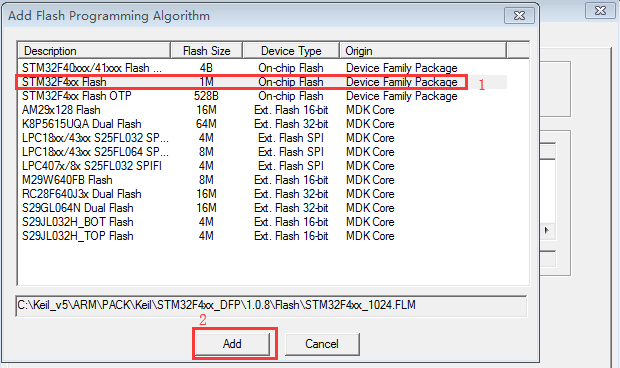 Add Flash Programming Algorithm
Description Flash Size Device Type Origin
STM32F40xxx/41xxx Flash ... 4B On-chip Flash Device Family Package
STM32F4xx Flash 1M On-chip Flash Device Family Package 1
STM32F4xx Flash OTP 528B On-chip Flash Device Family Package
AM29x128 Flash 16M Ext. Flash 16-bit MDK Core
K8P5615UQA Dual Flash 64M Ext. Flash 32-bit MDK Core
LPC18xx/43xx S25FL032 SP... 4M Ext. Flash SPI MDK Core
LPC18xx/43xx S25FL064 SP... 8M Ext. Flash SPI MDK Core
LPC407x/8x S25FL032 SPIFI 4M Ext. Flash SPI MDK Core
M29W640FB Flash 8M Ext. Flash 16-bit MDK Core
RC28F640J3x Dual Flash 16M Ext. Flash 32-bit MDK Core
S29GL064N Dual Flash 16M Ext. Flash 32-bit MDK Core
S29JL032H_BOT Flash 4M Ext. Flash 16-bit MDK Core
S29JL032H_TOP Flash 4M Ext. Flash 16-bit MDK Core
C:\Keil_v5\ARM\PACK\Keil\STM32F4xx_DFP\1.0.8\Flash\STM32F4xx_1024.FLM
2
Add Cancel